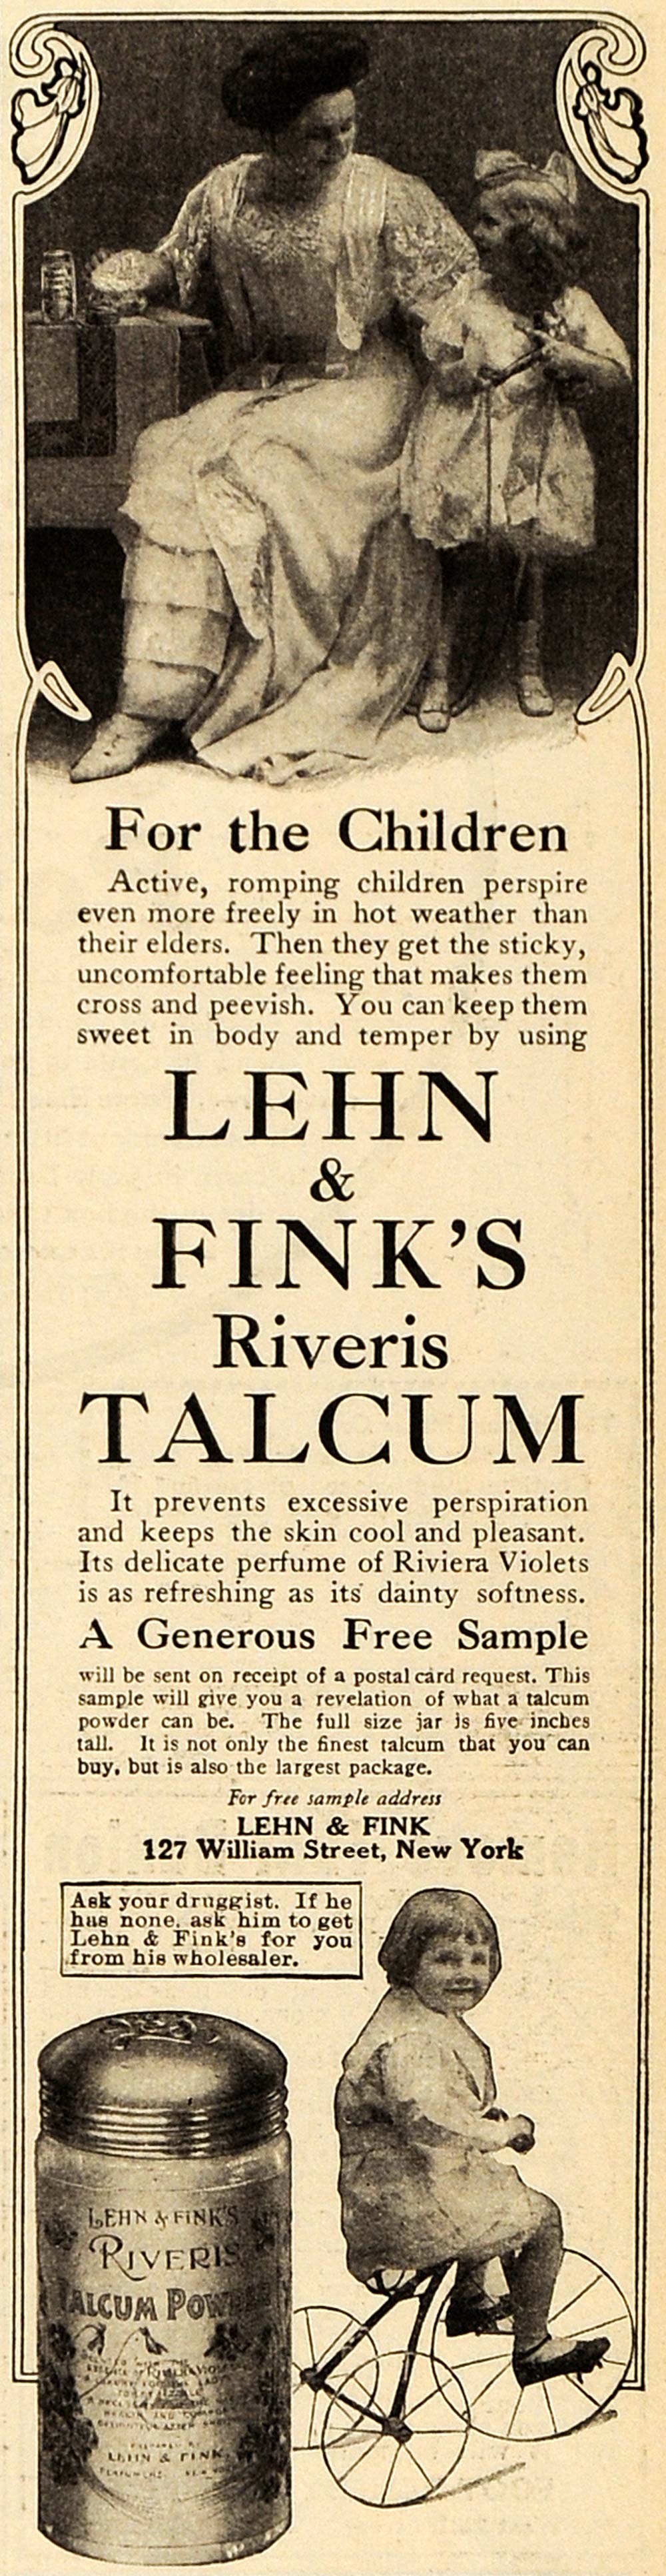 For the Children
Active, romping children perspire
even more freely in hot weather than
their elders. Then they get the sticky,
uncomfortable feeling that makes them
cross and peevish. You can keep them
sweet in body and temper by using
LEHN
&
FINK'S
Riveris
TALCUM
It prevents excessive perspiration
and keeps the skin cool and pleasant.
Its delicate perfume of Riviera Violets
is as refreshing as its dainty softness.
A Generous Free Sample
will be sent on receipt of a postal card request. This
sample will give you a revelation of what a talcum
powder can be. The full size jar is five inches
tall. It is not only the finest talcum that you can
buy, but is also the largest package.
For free sample address
LEHN & FINK
127 William Street, New York
Ask your druggist. If he
has none, ask him to get
Lehn & Fink's for you
from his wholesaler.
LEHN & FINK'S
RIVERIS
TALCUM POW
LEHN & FINK